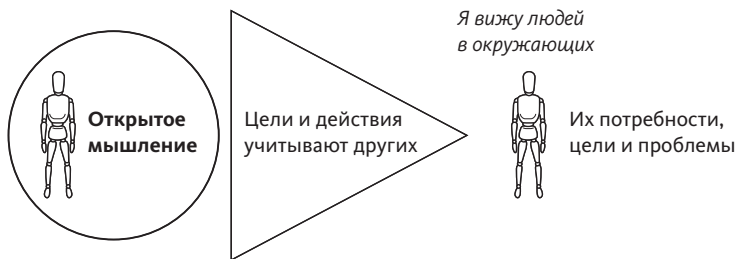 Я вижу людей
в окружающих
Открытое
мышление
Цели и действия
учитывают других
Их потребности,
цели и проблемы